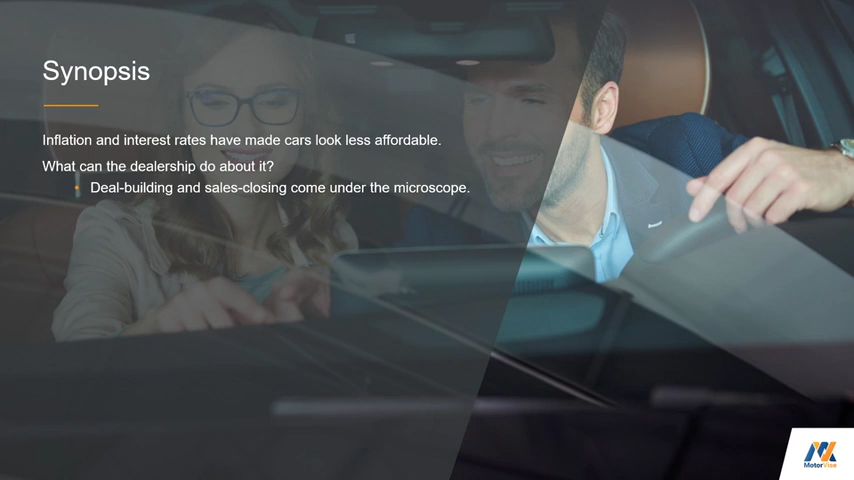 Synopsis
Inflation and interest rates have made cars look less affordable.
What can the dealership do about it?
Deal-building and sales-closing come under the microscope.
MotorVise